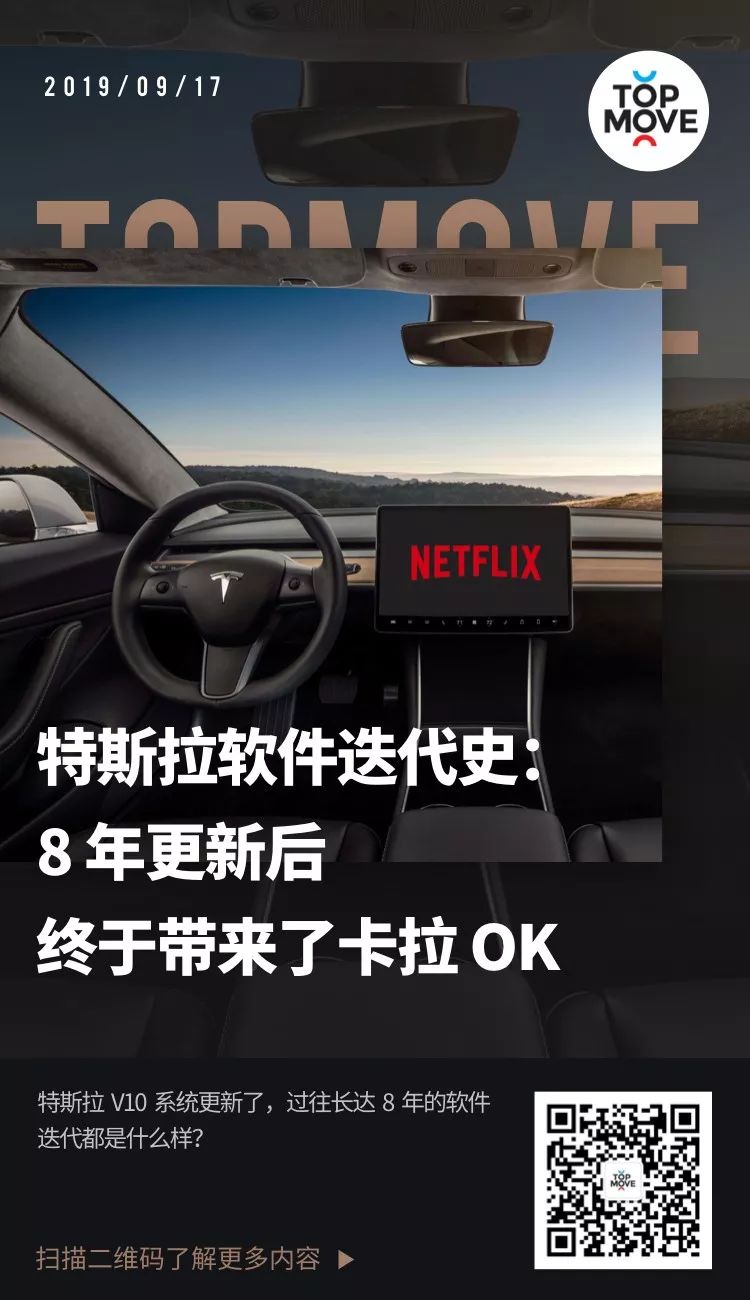 2019/09/17
TOP
MOVE
TOPMOVE
NETFLIX
特斯拉软件迭代史：
8 年更新后
终于带来了卡拉 OK
特斯拉 V10 系统更新了，过往长达 8 年的软件
迭代都是什么样？
TOP
MOVE
扫描二维码了解更多内容